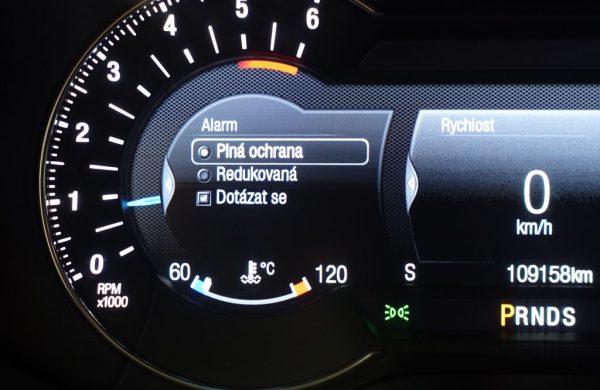 6
5
4
3
2
1
0
RPM
x1000
Alarm
Plná ochrana
Redukovaná
Dotázat se
60 °C 120
Rychlost
0
km/h
S 109158km
PRNDS